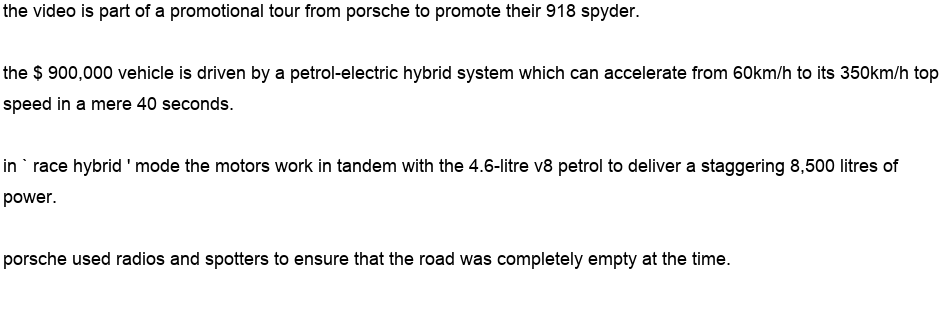 the video is part of a promotional tour from porsche to promote their 918 spyder.
the $ 900,000 vehicle is driven by a petrol-electric hybrid system which can accelerate from 60km/h to its 350km/h top
speed in a mere 40 seconds.
in ` race hybrid ' mode the motors work in tandem with the 4.6-litre v8 petrol to deliver a staggering 8,500 litres of
power.
porsche used radios and spotters to ensure that the road was completely empty at the time.